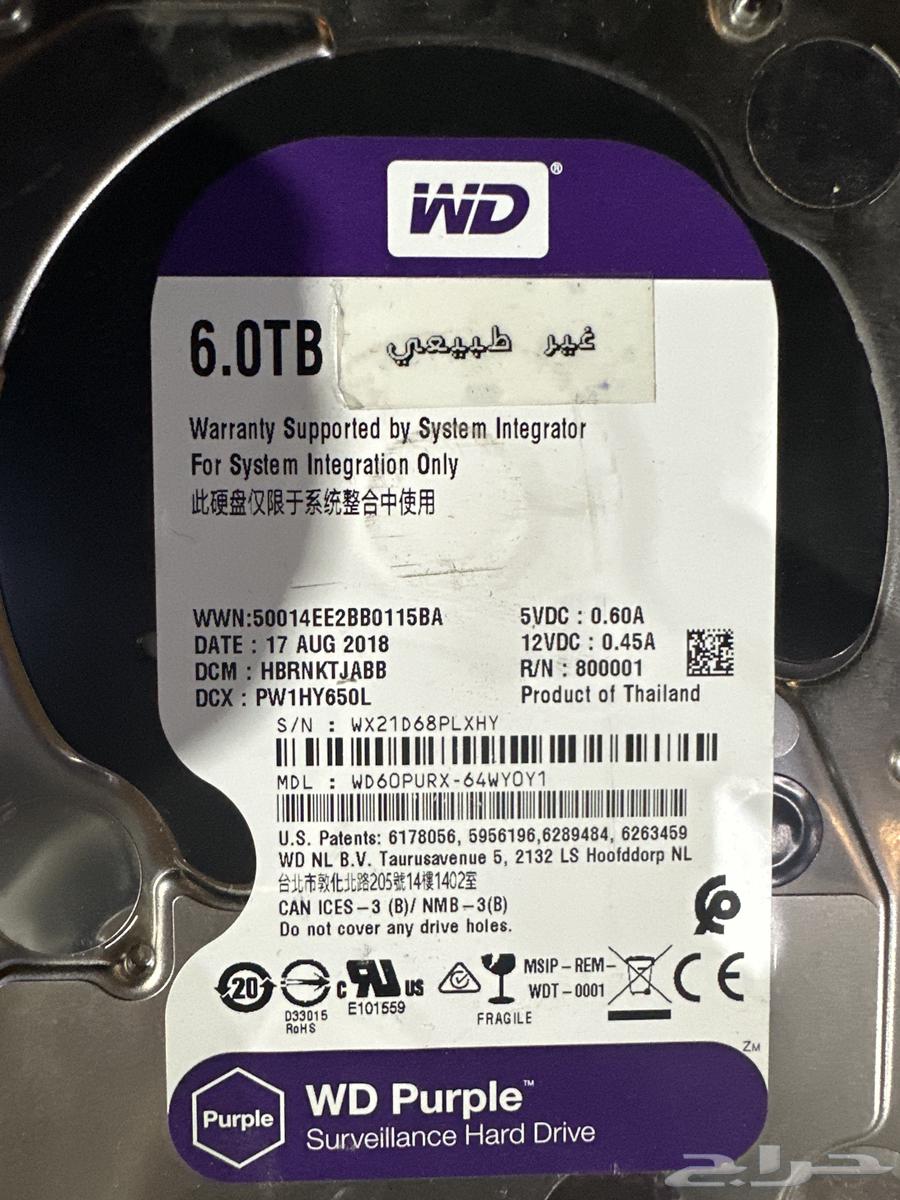 WD®
6.0TB
غير طبيعي
Warranty Supported by System Integrator
For System Integration Only
此硬盘仅限于系统整合中使用
WWN:50014EE2BB0115BA
DATE : 17 AUG 2018
DCM : HBRNKTJABB
DCX : PW1HY650L
5VDC : 0.60A
12VDC : 0.45A
R/N : 800001
Product of Thailand
S/N : WX21D68PLXHY
MDL : WD60PURX-64WY0Y1
U.S. Patents: 6178056, 5956196,6289484, 6263459
WD NL B.V. Taurusavenue 5, 2132 LS Hoofddorp NL
台北市敦化北路205號14樓1402室
CAN ICES-3 (B)/ NMB-3(B)
Do not cover any drive holes.
20
D33015
RoHS
c UR US
E101559
FRAGILE
MSIP-REM-
WDT-0001
CE
ZM
Purple
WD Purple™
Surveillance Hard Drive
حراج